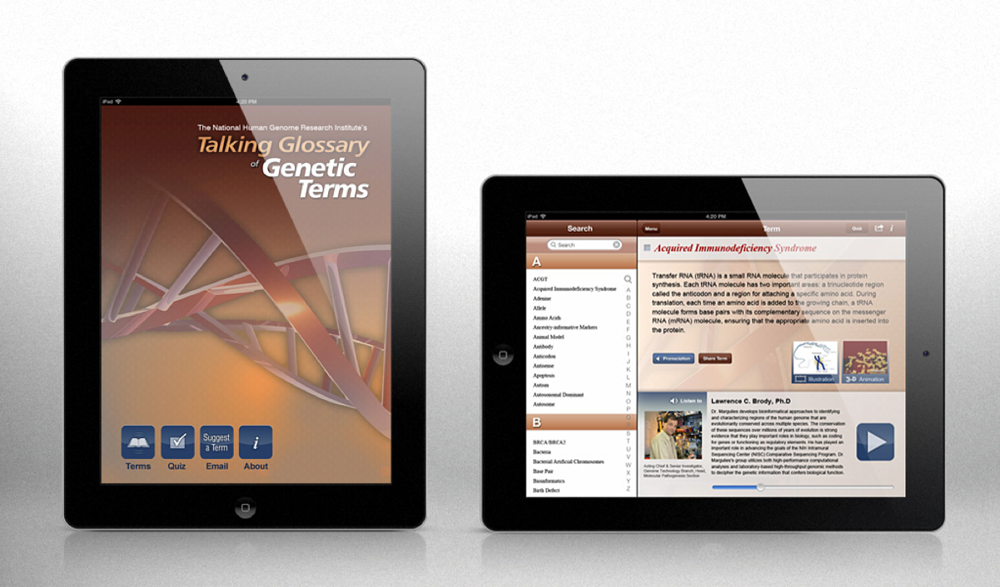 iPad
4:20 PM
The National Human Genome Research Institute's
Talking Glossary
of Genetic
Terms
Suggest
a Term
i
Terms
Quiz
Email
About
iPad
4:20 PM
Search
Menu
Term
Quiz
i
Search
A
ACGT
Acquired Immunodeficiency Syndrome
Adenine
Allele
Amino Acids
Ancestry-informative Markers
Animal Model
Antibody
Anticodon
Antisense
Apoptosis
Autism
Autosomal Dominant
Autosome
B
BRCA/BRCA2
Bacteria
Bacterial Artificial Chromosomes
Base Pair
Bioinformatics
Birth Defect
A
B
C
D
E
F
G
H
I
J
K
L
M
N
O
P
Q
S
T
U
V
W
X
Y
Z
Acquired Immunodeficiency Syndrome
Transfer RNA (tRNA) is a small RNA molecule that participates in protein
synthesis. Each tRNA molecule has two important areas: a trinucleotide region
called the anticodon and a region for attaching a specific amino acid. During
translation, each time an amino acid is added to the growing chain, a tRNA
molecule forms base pairs with its complementary sequence on the messenger
RNA (mRNA) molecule, ensuring that the appropriate amino acid is inserted into
the protein.
Pronuciation
Share Term
Illustration
3-D Animation
Listen to
Acting Chief & Senior Investigator,
Genome Technology Branch; Head,
Molecular Pathogenesis Section
Lawrence C. Brody, Ph.D
Dr. Margulies develops bioinformatical approaches to identifying
and characterizing regions of the human genome that are
evolutionarily conserved across multiple species. The conservation
of these sequences over millions of years of evolution is strong
evidence that they play important roles in biology, such as coding
for genes or functioning as regulatory elements. He has played an
important role in advancing the goals of the NIH Intramural
Sequencing Center (NISC) Comparative Sequencing Program. Dr.
Margulies's group utilizes both high-performance computational
analyses and laboratory-based high-throughput genomic methods
to decipher the genetic information that confers biological function.